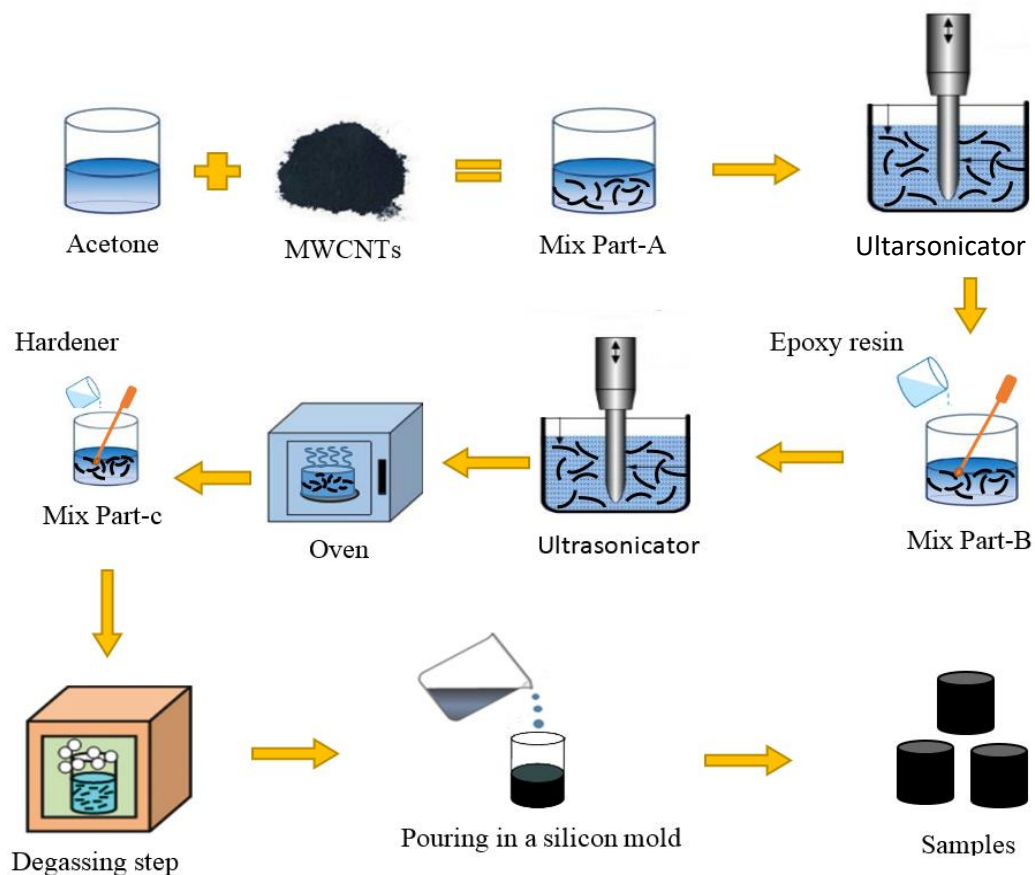 Acetone
MWCNTs
Mix Part-A
Ultarsonicator
Hardener
Epoxy resin
Mix Part-c
Oven
Ultrasonicator
Mix Part-B
Degassing step
Pouring in a silicon mold
Samples